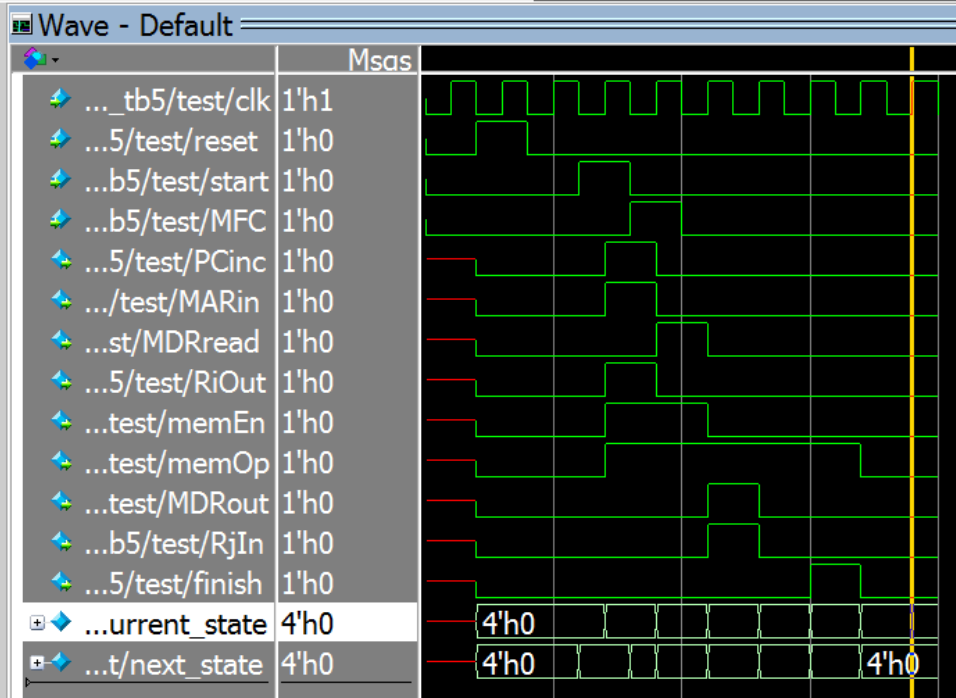 Wave - Default
Msgs
..._tb5/test/clk 1'h1
...5/test/reset 1'h0
...b5/test/start 1'h0
...b5/test/MFC 1'h0
...5/test/PCinc 1'h0
.../test/MARin 1'h0
...st/MDRread 1'h0
...5/test/RiOut 1'h0
...test/memEn 1'h0
...test/memOp 1'h0
...test/MDRout 1'h0
...b5/test/RjIn 1'h0
...5/test/finish 1'h0
...urrent_state 4'h0 4'h0
...t/next_state 4'h0 4'h0 4'h0